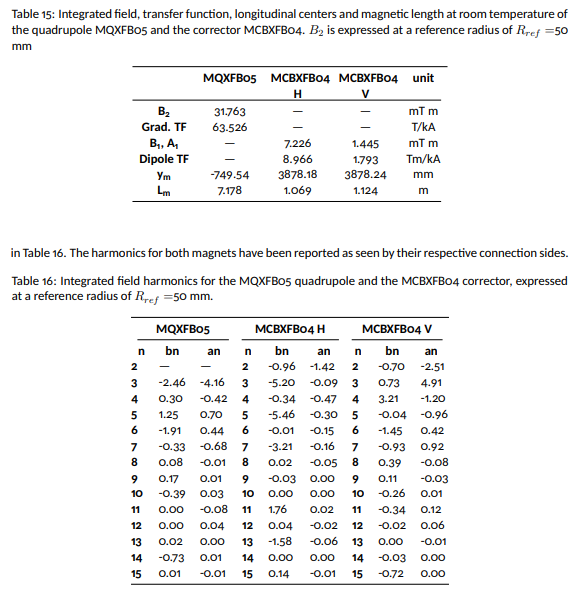 Table 15: Integrated field, transfer function, longitudinal centers and magnetic length at room temperature of
the quadrupole MQXFB05 and the corrector MCBXFB04. B₂ is expressed at a reference radius of R_ref =50
mm
MQXFB05 MCBXFB04 MCBXFB04 unit
H V
B₂ 31.763 — — mT m
Grad. TF 63.526 — — T/kA
B₁, A₁ — 7.226 1.445 mT m
Dipole TF — 8.966 1.793 Tm/kA
Ym -749.54 3878.18 3878.24 mm
Lm 7.178 1.069 1.124 m
in Table 16. The harmonics for both magnets have been reported as seen by their respective connection sides.
Table 16: Integrated field harmonics for the MQXFB05 quadrupole and the MCBXFB04 corrector, expressed
at a reference radius of R_ref =50 mm.
MQXFB05 MCBXFB04 H MCBXFB04 V
n bn an n bn an n bn an
2 — — 2 -0.96 -1.42 2 -0.70 -2.51
3 -2.46 -4.16 3 -5.20 -0.09 3 0.73 4.91
4 0.30 -0.42 4 -0.34 -0.47 4 3.21 -1.20
5 1.25 0.70 5 -5.46 -0.30 5 -0.04 -0.96
6 -1.91 0.44 6 -0.01 -0.15 6 -1.45 0.42
7 -0.33 -0.68 7 -3.21 -0.16 7 -0.93 0.92
8 0.08 -0.01 8 0.02 -0.05 8 0.39 -0.08
9 0.17 0.01 9 -0.03 0.00 9 0.11 -0.03
10 -0.39 0.03 10 0.00 0.00 10 -0.26 0.01
11 0.00 -0.08 11 1.76 0.02 11 -0.34 0.12
12 0.00 0.04 12 0.04 -0.02 12 -0.02 0.06
13 0.02 0.00 13 -1.58 -0.06 13 0.00 -0.01
14 -0.73 0.01 14 0.00 0.00 14 -0.03 0.00
15 0.01 -0.01 15 0.14 -0.01 15 -0.72 0.00